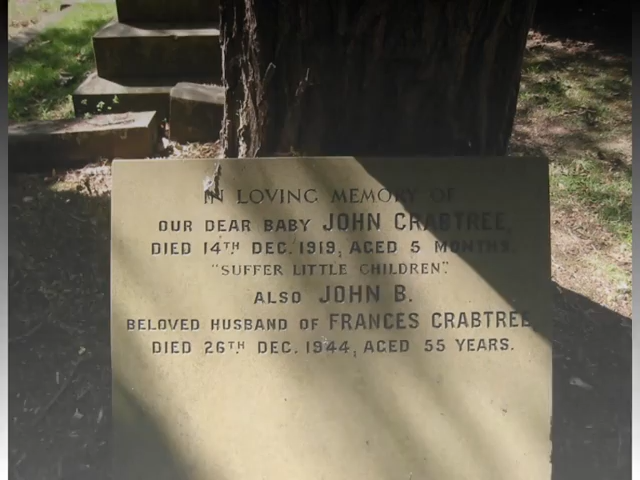 IN LOVING MEMORY OF
OUR DEAR BABY JOHN CRABTREE,
DIED 14TH DEC. 1919, AGED 5 MONTHS.
"SUFFER LITTLE CHILDREN".
ALSO JOHN B.
BELOVED HUSBAND OF FRANCES CRABTREE
DIED 26TH DEC. 1944, AGED 55 YEARS.